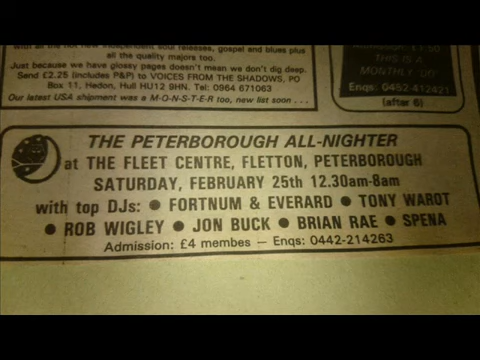 with all the hot new independent soul releases, gospel and blues plus
all the quality majors too.
Just because we have glossy pages doesn't mean we don't dig deep.
Send £2.25 (includes P&P) to VOICES FROM THE SHADOWS, PO
Box 11, Hedon, Hull HU12 9HN. Tel: 0964 671063
Our latest USA shipment was a M-O-N-S-T-E-R too, new list soon . . .
THIS IS A
MONTHLY DO
Enqs: 0452-412421
(after 6)
THE PETERBOROUGH ALL-NIGHTER
at THE FLEET CENTRE, FLETTON, PETERBOROUGH
SATURDAY, FEBRUARY 25th 12.30am-8am
with top DJs: ● FORTNUM & EVERARD ● TONY WAROT
● ROB WIGLEY ● JON BUCK ● BRIAN RAE ● SPENA
Admission: £4 membes — Enqs: 0442-214263